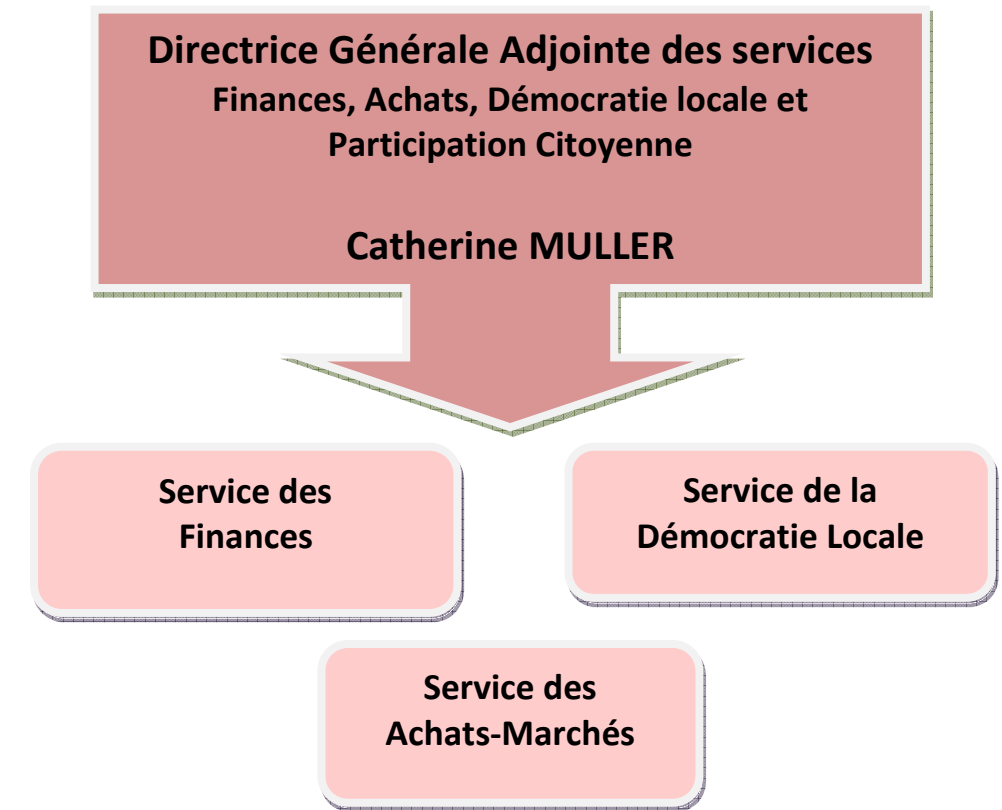 Directrice Générale Adjointe des services
Finances, Achats, Démocratie locale et
Participation Citoyenne
Catherine MULLER
Service des
Finances
Service de la
Démocratie Locale
Service des
Achats-Marchés